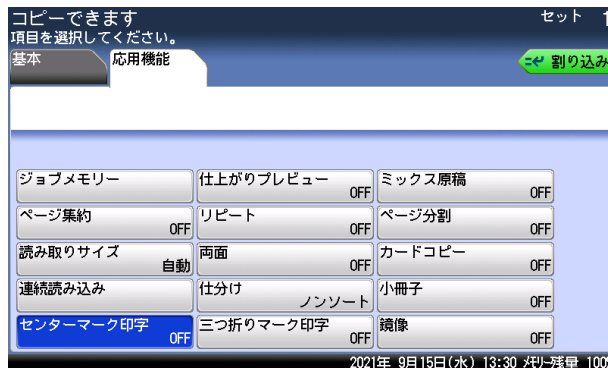 コピーできます
セット
項目を選択してください。
基本
応用機能
割り込み
ジョブメモリー
仕上がりプレビュー
OFF
ミックス原稿
OFF
ページ集約
OFF
リピート
OFF
ページ分割
OFF
読み取りサイズ
自動
両面
OFF
カードコピー
OFF
連続読み込み
仕分け
ノンソート
小冊子
OFF
センターマーク印字
OFF
三つ折りマーク印字
OFF
鏡像
OFF
2021年 9月15日(水) 13:30 メモリー残量 100%